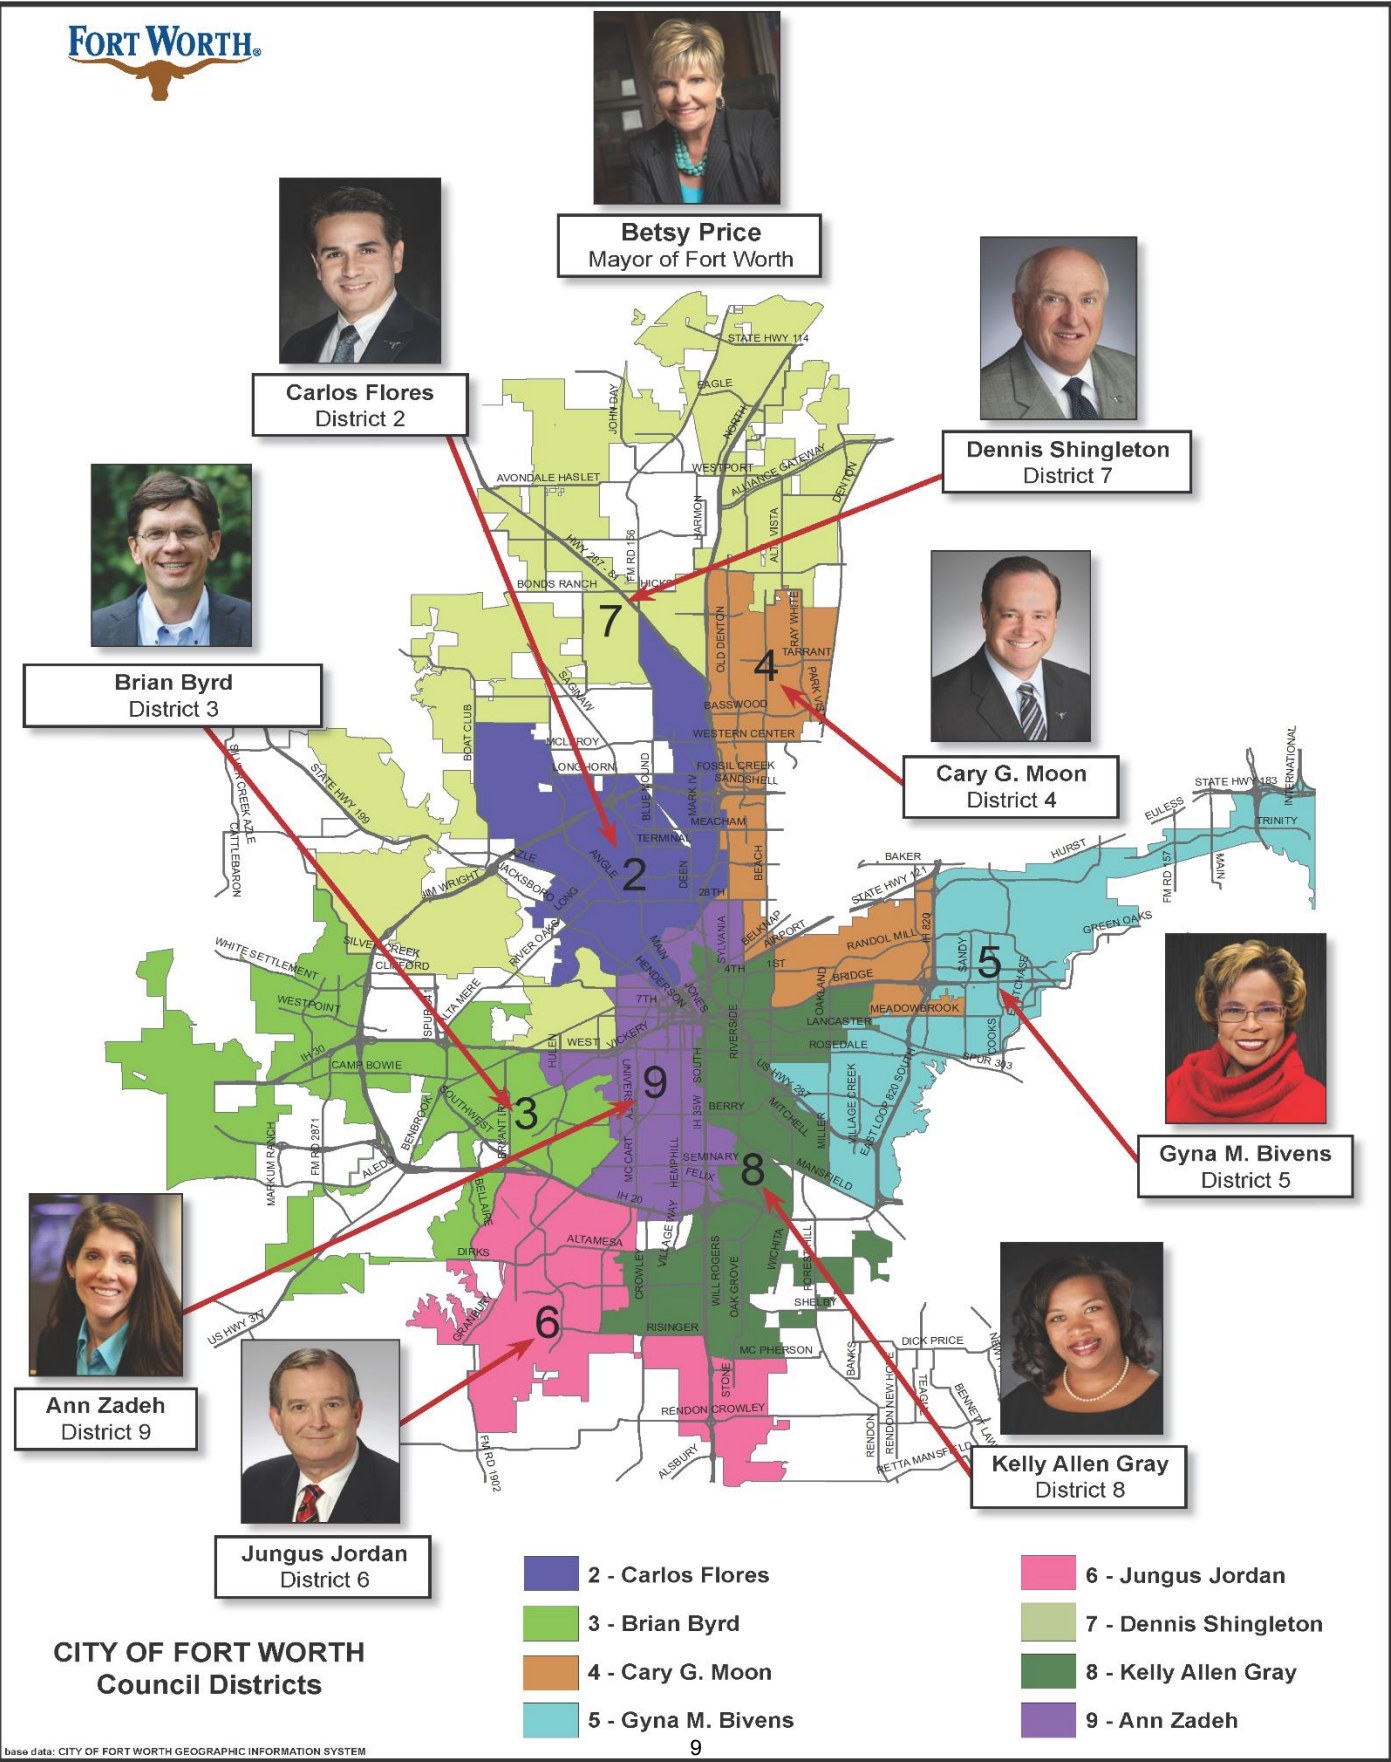 FORT WORTH®
Betsy Price
Mayor of Fort Worth
Carlos Flores
District 2
Dennis Shingleton
District 7
Brian Byrd
District 3
Cary G. Moon
District 4
Gyna M. Bivens
District 5
Ann Zadeh
District 9
Jungus Jordan
District 6
Kelly Allen Gray
District 8
STATE HWY 114
EAGLE
JOHN DAY
NORTH
WESTPORT
ALLIANCE GATEWAY
AVONDALE HASLET
DENTON
HARMON
ALTA VISTA
HWY 287 - 81
FM RD 156
BONDS RANCH
HICKS
7
OLD DENTON
RAY WHITE
4
TARRANT
PARK VISTA
SAGINAW
BASSWOOD
BOAT CLUB
MCLEROY
WESTERN CENTER
LONGHORN
BLUE MOUND
MARK IV
FOSSIL CREEK
SANDSHELL
STATE HWY 183
INTERNATIONAL
SILVER CREEK AZLE
STATE HWY 199
CATTLEBARON
MEACHAM
TERMINAL
EULESS
TRINITY
AZLE
ANGLE
2
DEEN
BEACH
BAKER
HURST
FM RD 157
MAIN
JIM WRIGHT
JACKSBORO
LONG
28TH
STATE HWY 121
RIVER OAKS
MAIN
SYLVANIA
BELKNAP
AIRPORT
RANDOL MILL
IH 820
GREEN OAKS
WHITE SETTLEMENT
SILVER CREEK
CLIFFORD
HENDERSON
4TH
1ST
BRIDGE
SANDY
5
WESTPOINT
ALTA MERE
7TH
JONES
OAKLAND
MEADOWBROOK
LANCASTER
COOKS
IH 30
CAMP BOWIE
HULEN
WEST
VICKERY
RIVERSIDE
ROSEDALE
SPUR 303
SOUTHWEST
3
UNIVERSITY
9
SOUTH
US HWY 287
BERRY
MITCHELL
MILLER
VILLAGE CREEK
EAST LOOP 820 SOUTH
MARKUM RANCH
FM RD 2871
BENBROOK
BRYANT IRVIN
ALEDO
MC CART
HEMPHILL
IH 35W
SEMINARY
FELIX
8
MANSFIELD
BELLAIRE
IH 20
VILLAGE WAY
DIRKS
ALTAMESA
CROWLEY
WILL ROGERS
OAK GROVE
WICHITA
FOREST HILL
SHELBY
US HWY 377
GRANBURY
6
RISINGER
MC PHERSON
BANKS
DICK PRICE
STONE
RENDON NEW HOPE
TEAGUE
RENDON CROWLEY
RENDON
FM RD 1902
ALSBURY
RETTA MANSFIELD
2 - Carlos Flores
3 - Brian Byrd
4 - Cary G. Moon
5 - Gyna M. Bivens
6 - Jungus Jordan
7 - Dennis Shingleton
8 - Kelly Allen Gray
9 - Ann Zadeh
CITY OF FORT WORTH
Council Districts
base data: CITY OF FORT WORTH GEOGRAPHIC INFORMATION SYSTEM
9